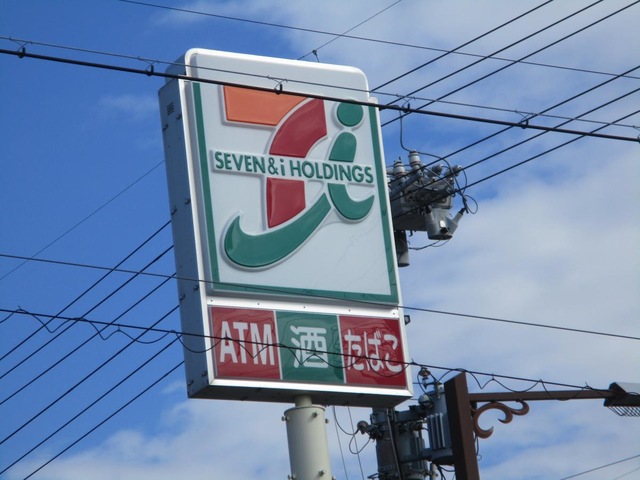 SEVEN&i HOLDINGS
ATM 酒 たばこ